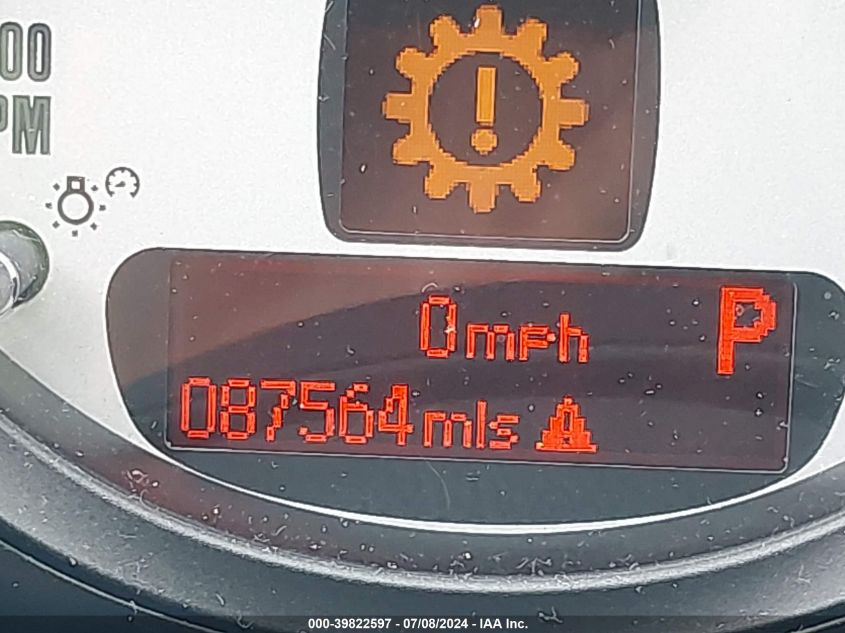 00
PM
!
0mph P
087564mls
000-39822597 - 07/08/2024 - IAA Inc.